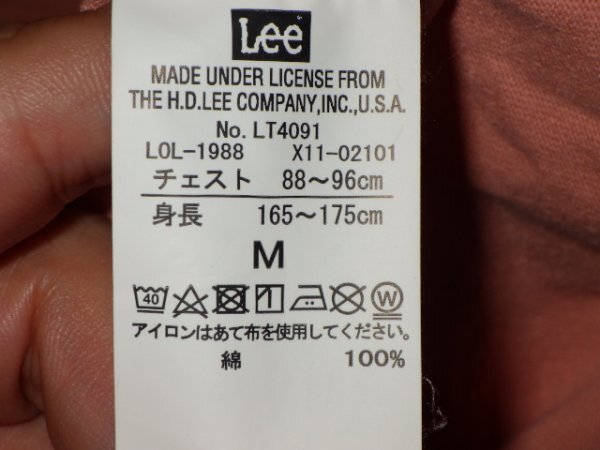 Lee
MADE UNDER LICENSE FROM
THE H.D.LEE COMPANY,INC.,U.S.A.
No. LT4091
LOL-1988 X11-02101
チェスト 88～96cm
身長 165～175cm
M
40 W
アイロンはあて布を使用してください。
綿 100%